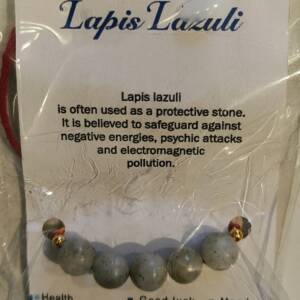 Lapis Lazuli
Lapis lazuli
is often used as a protective stone.
It is believed to safeguard against
negative energies, psychic attacks
and electromagnetic
pollution.
Health
Good luck